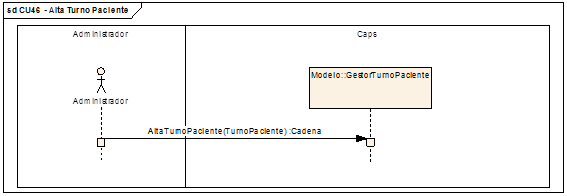 sd CU46 - Alta Turno Paciente
Administrador
Caps
Modelo::GestorTurnoPaciente
Administrador
AltaTurnoPaciente(TurnoPaciente) :Cadena